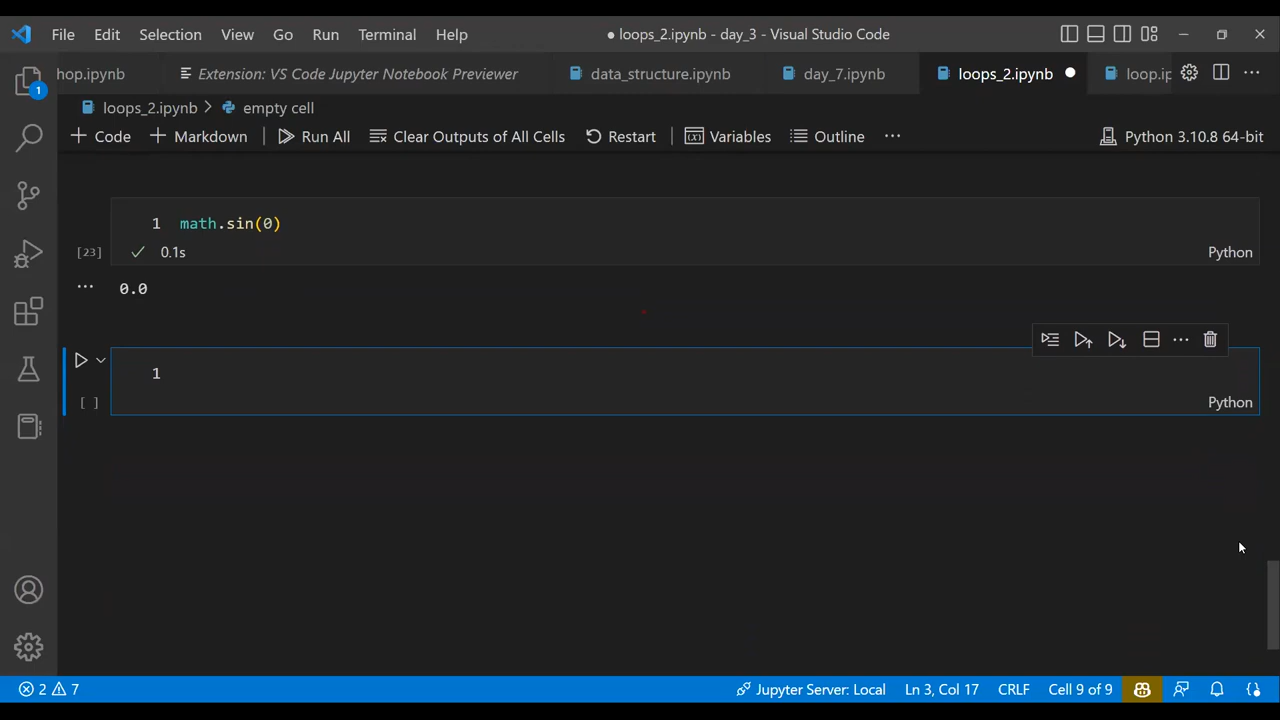 File Edit Selection View Go Run Terminal Help ● loops_2.ipynb - day_3 - Visual Studio Code
hop.ipynb Extension: VS Code Jupyter Notebook Previewer data_structure.ipynb day_7.ipynb loops_2.ipynb ● loop.ip ...
1
loops_2.ipynb > empty cell
+ Code + Markdown Run All Clear Outputs of All Cells Restart (x) Variables Outline ... Python 3.10.8 64-bit
1 math.sin(0)
[23] ✓ 0.1s Python
... 0.0
...
1
[ ] Python
2 7 Jupyter Server: Local Ln 3, Col 17 CRLF Cell 9 of 9